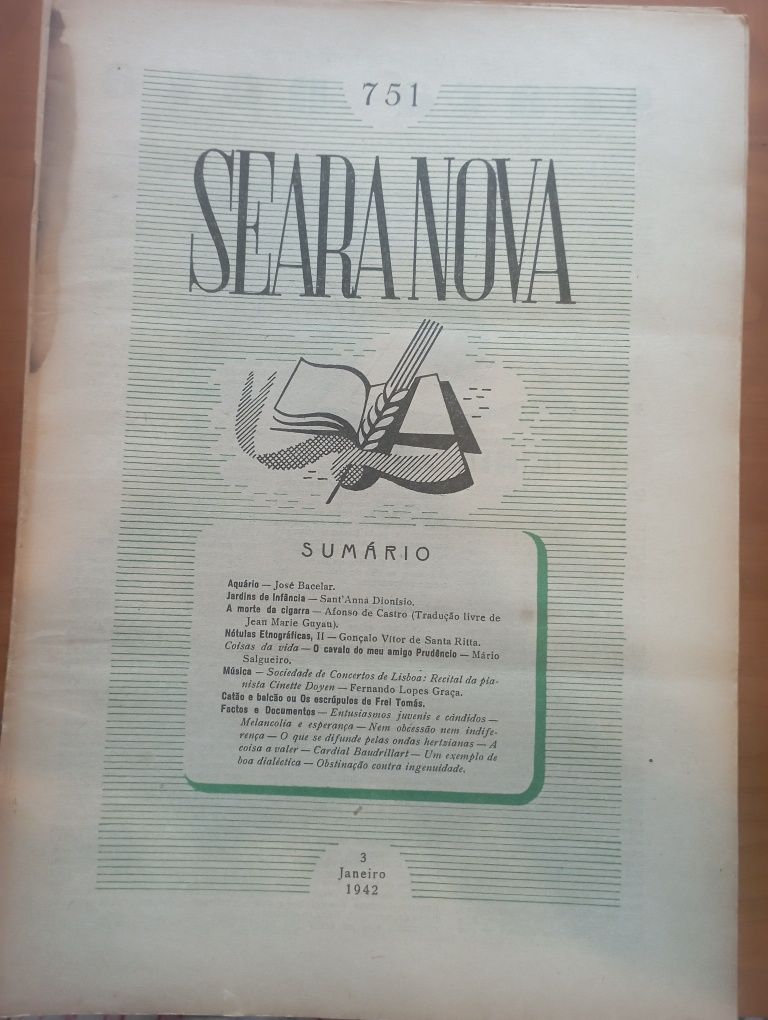 751
SEARA NOVA
SUMÁRIO
Aquário — José Bacelar.
Jardins de Infância — Sant'Anna Dionísio.
A morte da cigarra — Afonso de Castro (Tradução livre de
Jean Marie Guyau).
Nótulas Etnográficas, II — Gonçalo Vítor de Santa Ritta.
Coisas da vida — O cavalo do meu amigo Prudêncio — Mário
Salgueiro.
Música — Sociedade de Concertos de Lisboa: Recital da pia-
nista Cinette Doyen — Fernando Lopes Graça.
Catão e balcão ou Os escrúpulos de Frei Tomás.
Factos e Documentos — Entusiasmos juvenis e cândidos —
Melancolia e esperança — Nem obcessão nem indife-
rença — O que se difunde pelas ondas hertzianas — A
coisa a valer — Cardial Baudrillart — Um exemplo de
boa dialéctica — Obstinação contra ingenuidade.
3
Janeiro
1942